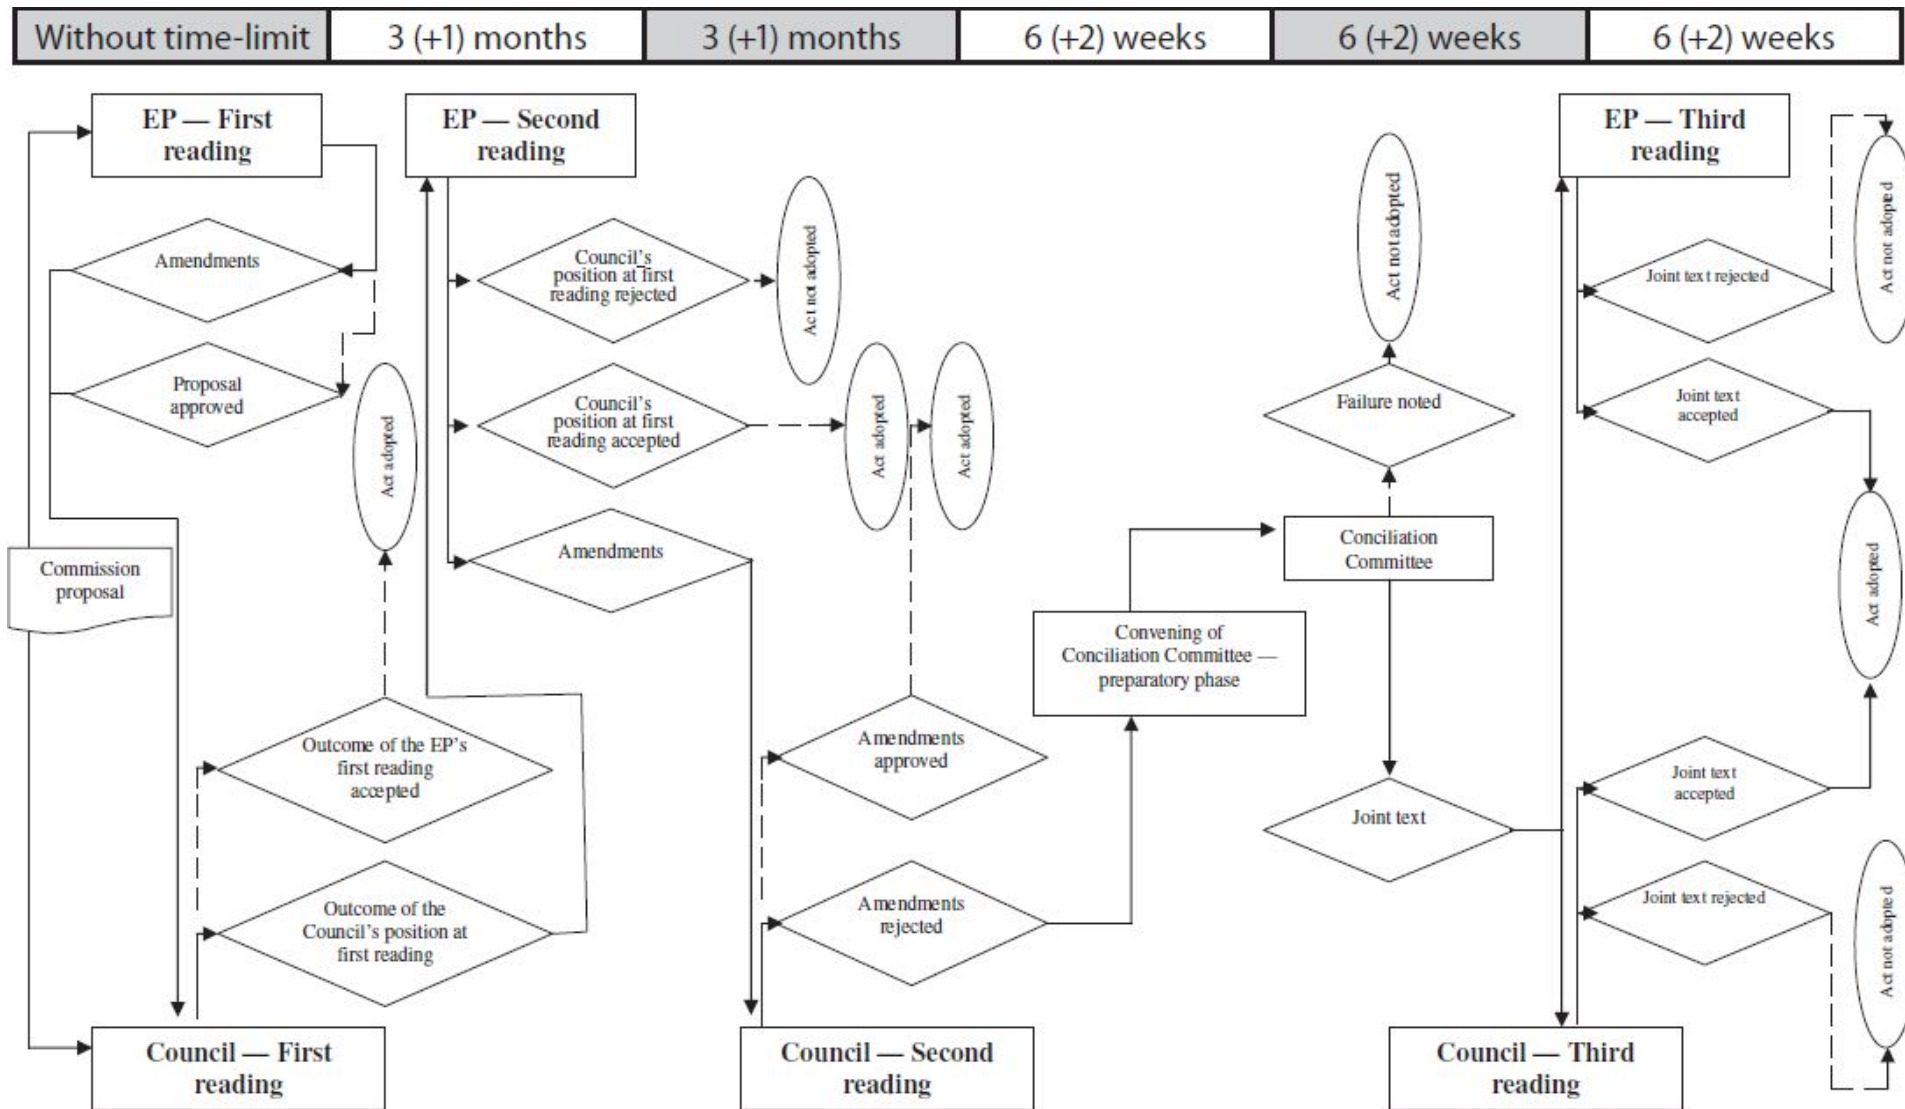 Without time-limit
3 (+1) months
3 (+1) months
6 (+2) weeks
6 (+2) weeks
6 (+2) weeks
EP — First
reading
Amendments
Proposal
approved
Act adopted
Commission
proposal
Outcome of the EP's
first reading
accepted
Outcome of the
Council's position at
first reading
Council — First
reading
EP — Second
reading
Council's
position at first
reading rejected
Act not adopted
Council's
position at first
reading accepted
Act adopted
Act adopted
Amendments
Amendments
approved
Amendments
rejected
Council — Second
reading
Convening of
Conciliation Committee —
preparatory phase
Act not adopted
Failure noted
Conciliation
Committee
Joint text
EP — Third
reading
Joint text rejected
Act not adopted
Joint text
accepted
Act adopted
Joint text
accepted
Joint text rejected
Act not adopted
Council — Third
reading